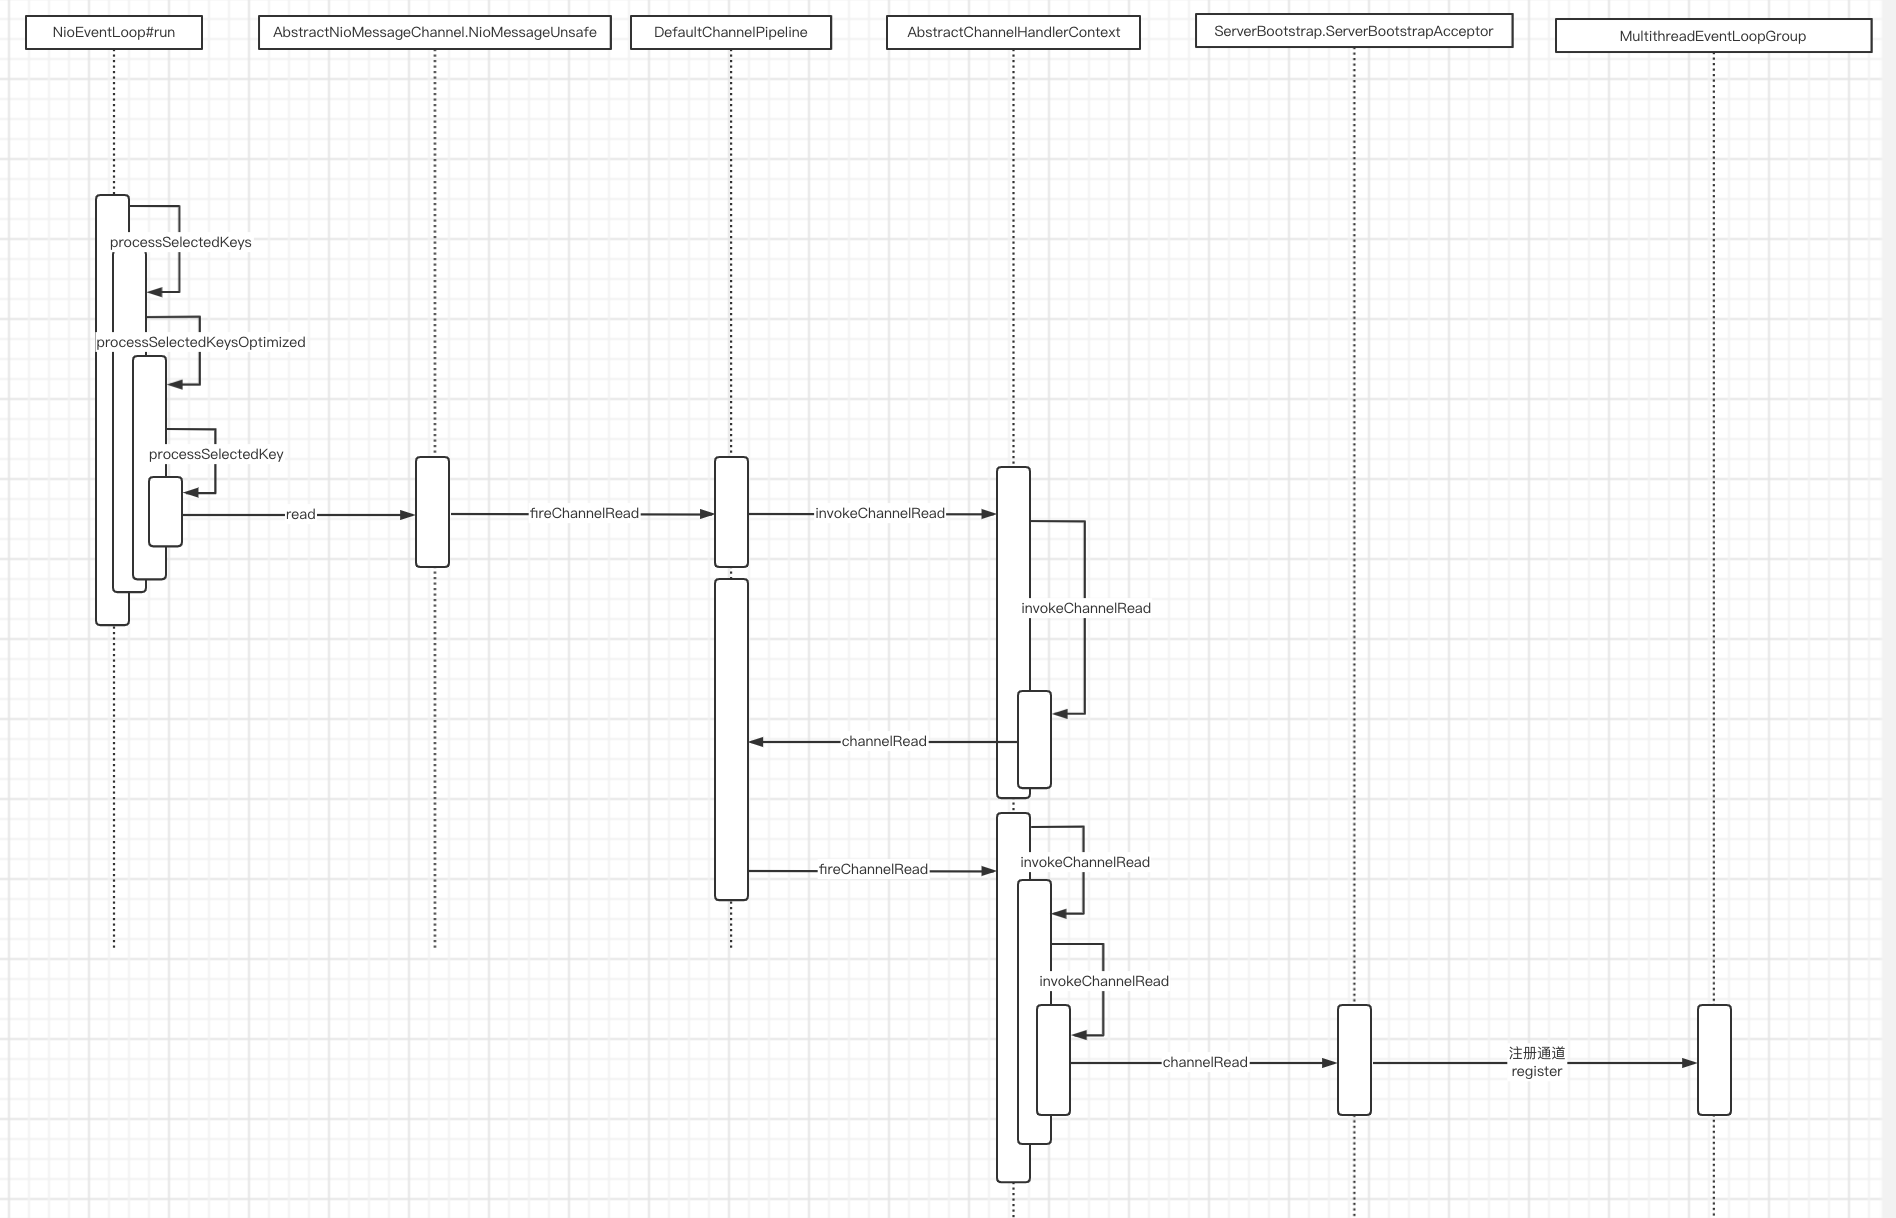 NioEventLoop#run
AbstractNioMessageChannel.NioMessageUnsafe
DefaultChannelPipeline
AbstractChannelHandlerContext
ServerBootstrap.ServerBootstrapAcceptor
MultithreadEventLoopGroup
processSelectedKeys
processSelectedKeysOptimized
processSelectedKey
read
fireChannelRead
invokeChannelRead
invokeChannelRead
channelRead
fireChannelRead
invokeChannelRead
invokeChannelRead
channelRead
注册通道
register